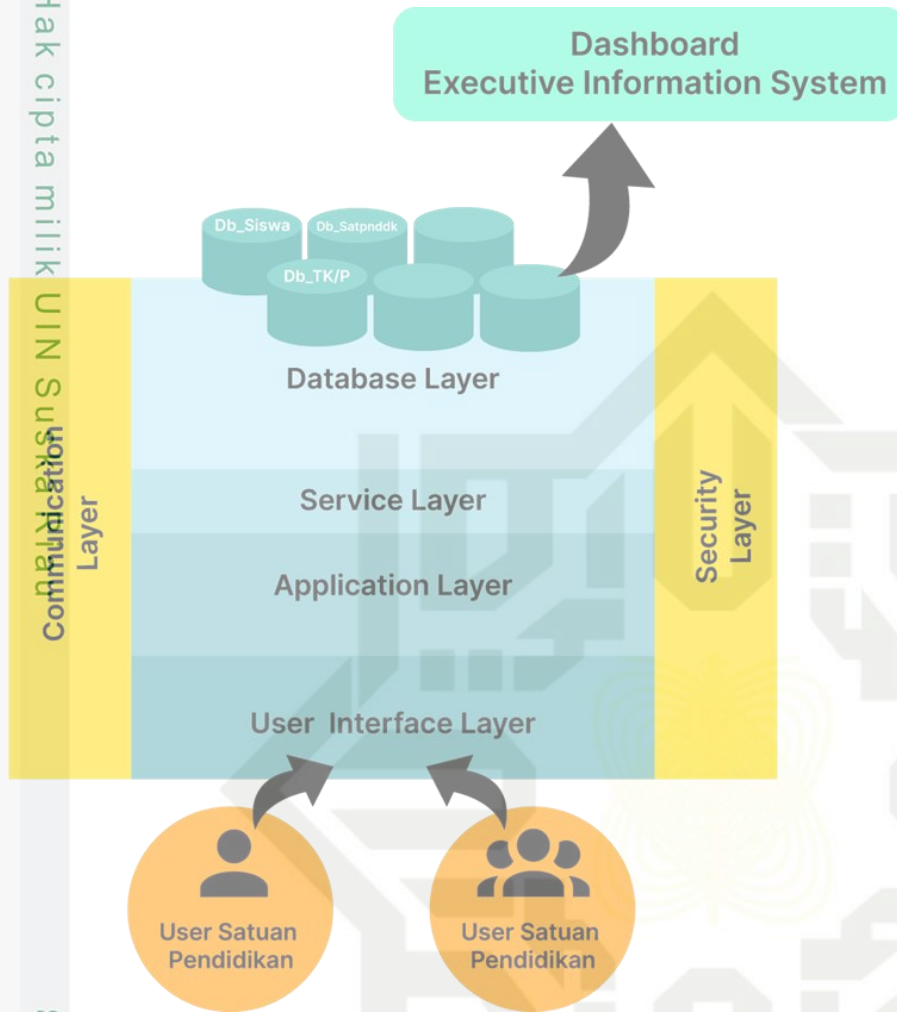 Hak cipta milik UIN Suska Riau
Dashboard
Executive Information System
Db_Siswa
Db_Satpnddk
Db_TK/P
Database Layer
Service Layer
Application Layer
User Interface Layer
Communication
Layer
Security
Layer
User Satuan
Pendidikan
User Satuan
Pendidikan